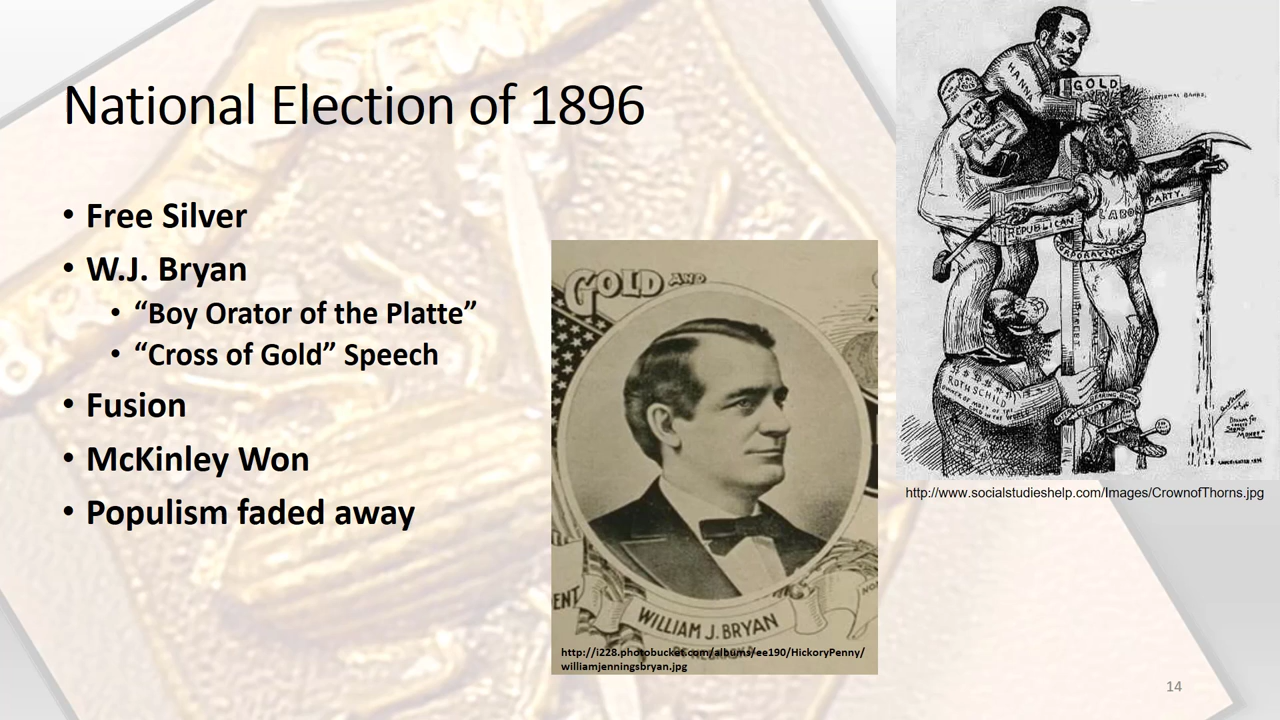 SEW
National Election of 1896
• Free Silver
• W.J. Bryan
• “Boy Orator of the Platte”
• “Cross of Gold” Speech
• Fusion
• McKinley Won
• Populism faded away
GOLD AND
WILLIAM J. BRYAN
http://i228.photobucket.com/albums/ee190/HickoryPenny/
williamjenningsbryan.jpg
HANNA
GOLD
NATIONAL BANKS.
REPUBLICAN
PARTY.
LABOR
CORPORATIONS
ROTHSCHILD
http://www.socialstudieshelp.com/Images/CrownofThorns.jpg
14